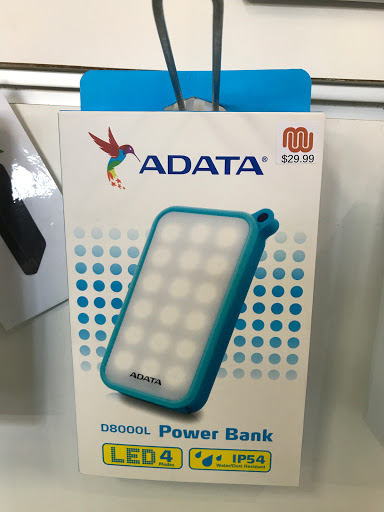 ADATA®
$29.99
ADATA
D8000L Power Bank
LED 4 Modes
IP54
Water/Dust Resistant